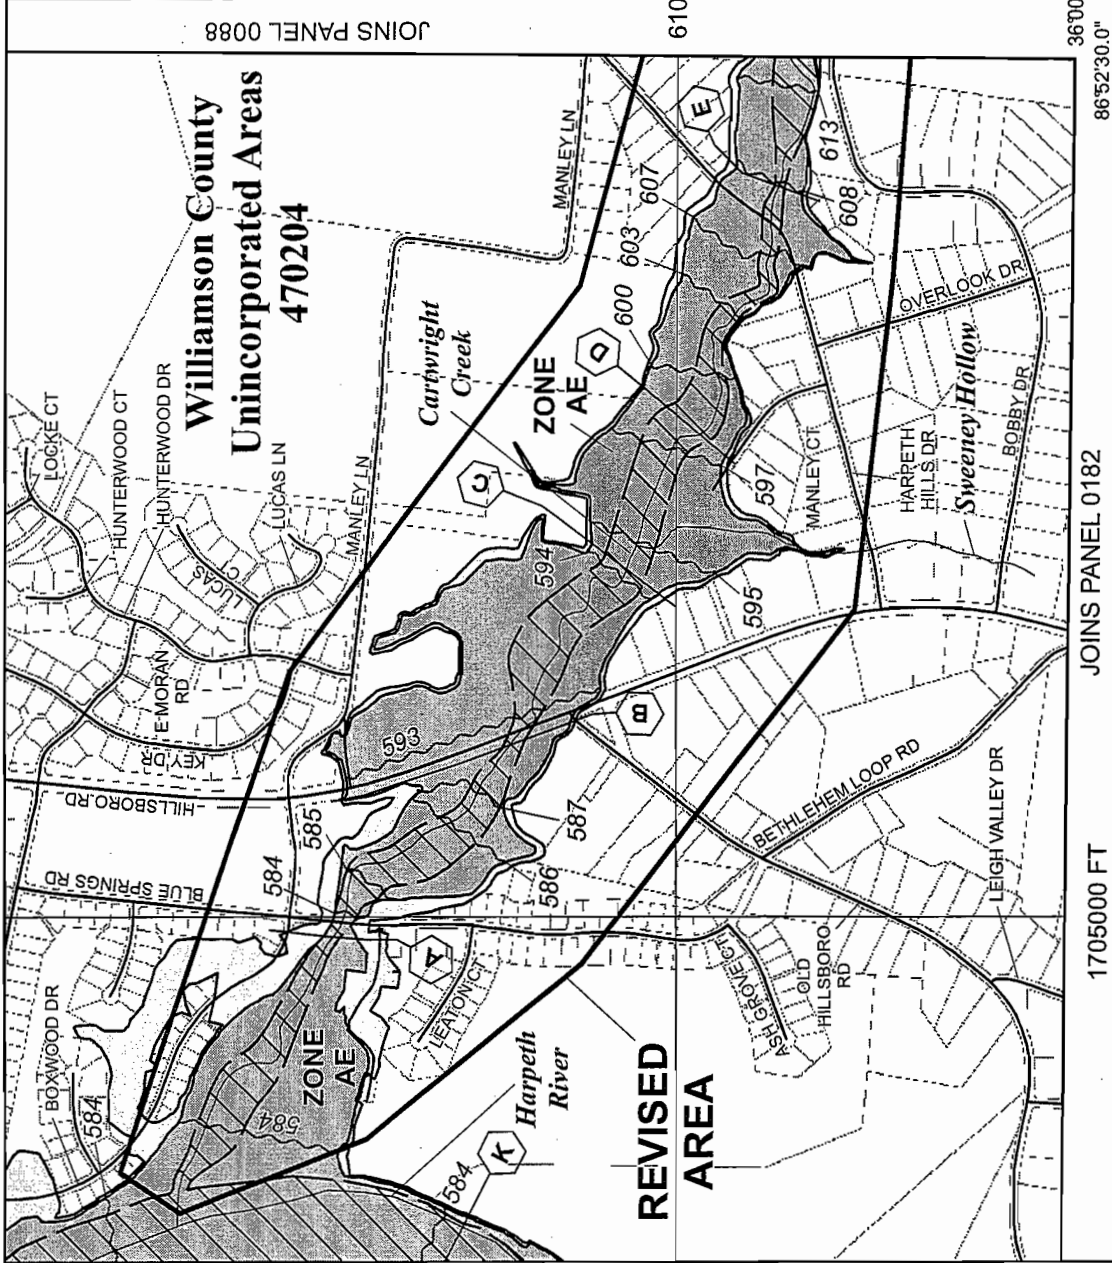 JOINS PANEL 0088
610
36°00
86°52'30.0"
Williamson County
Unincorporated Areas
470204
LOCKE CT
HUNTERWOOD CT
HUNTERWOOD DR
LUCAS LN
LUCAS CT
MANLEY LN
MANLEY LN
E MORAN
RD
KEY DR
HILLSBORO RD
BLUE SPRINGS RD
BOXWOOD DR
Cartwright
Creek
ZONE
AE
C
D
E
594
600
603
607
613
608
593
585
584
584
584
ZONE
AE
A
LEATON CT
586
587
B
595
597
MANLEY CT
HARPETH
HILLS DR
Sweeney Hollow
OVERLOOK DR
BOBBY DR
BETHLEHEM LOOP RD
LEIGH VALLEY DR
ASH GROVE CT
OLD
HILLSBORO
RD
Harpeth
River
K
584
REVISED
AREA
JOINS PANEL 0182
1705000 FT